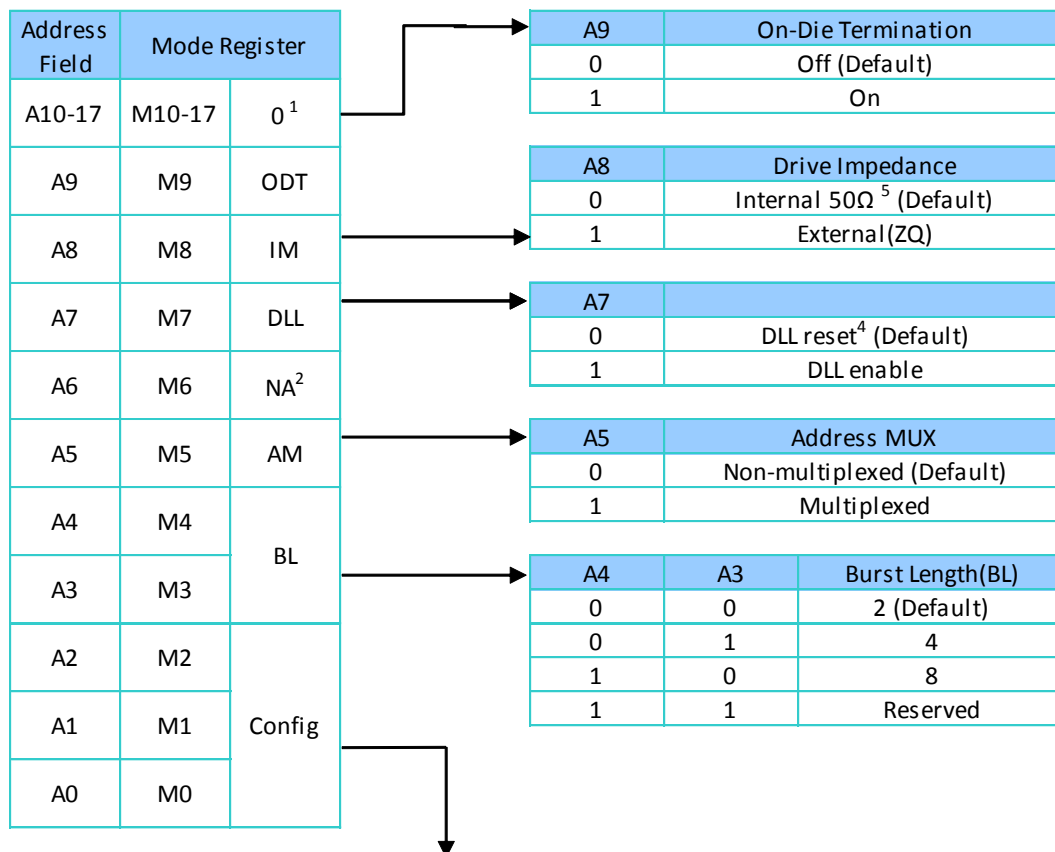 Address Field Mode Register
A10-17 M10-17 0¹
A9 M9 ODT
A8 M8 IM
A7 M7 DLL
A6 M6 NA²
A5 M5 AM
A4 M4 BL
A3 M3
A2 M2 Config
A1 M1
A0 M0
A9 On-Die Termination
0 Off (Default)
1 On
A8 Drive Impedance
0 Internal 50Ω ⁵ (Default)
1 External(ZQ)
A7
0 DLL reset⁴ (Default)
1 DLL enable
A5 Address MUX
0 Non-multiplexed (Default)
1 Multiplexed
A4 A3 Burst Length(BL)
0 0 2 (Default)
0 1 4
1 0 8
1 1 Reserved